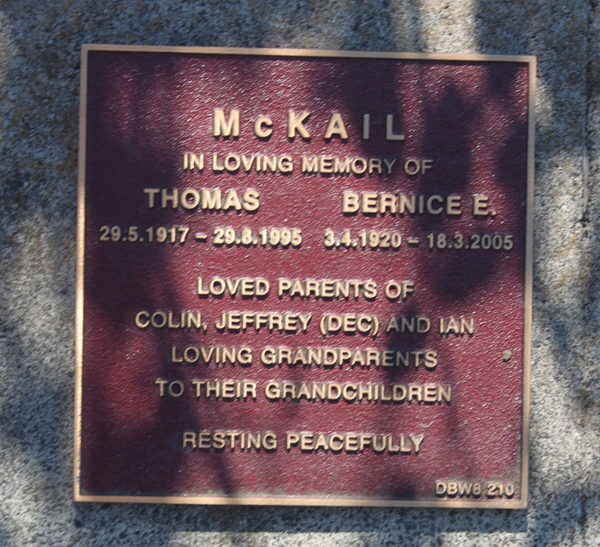 McKAIL
IN LOVING MEMORY OF
THOMAS BERNICE E.
29.5.1917 – 29.8.1995 3.4.1920 – 18.3.2005
LOVED PARENTS OF
COLIN, JEFFREY (DEC) AND IAN
LOVING GRANDPARENTS
TO THEIR GRANDCHILDREN
RESTING PEACEFULLY
DBW8 210